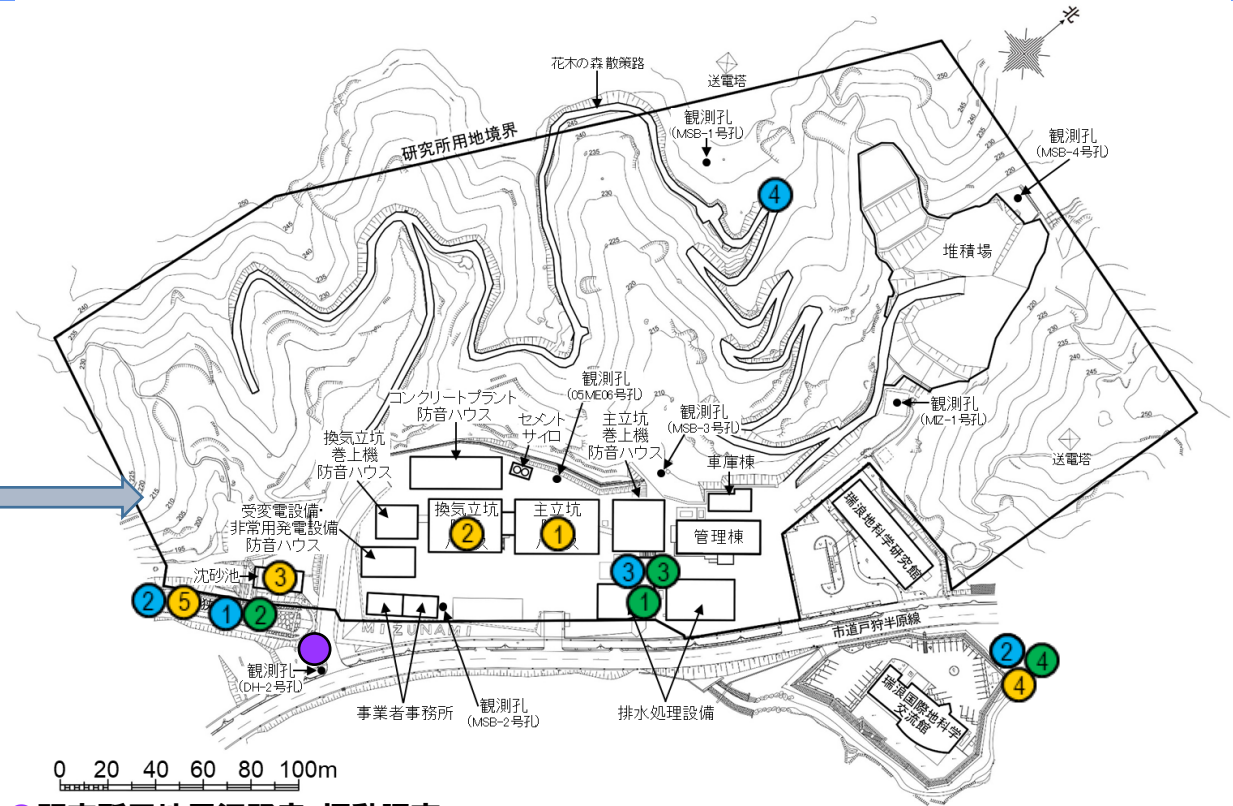 北
花木の森散策路
送電塔
研究所用地境界
観測孔
(MSB-1号孔)
観測孔
(MSB-4号孔)
4
堆積場
250
245
240
235
230
225
220
215
210
205
195
観測孔
(05ME06号孔)
コンクリートプラント
防音ハウス
セメント
サイロ
主立坑
巻上機
防音ハウス
観測孔
(MSB-3号孔)
車庫棟
観測孔
(MIZ-1号孔)
送電塔
換気立坑
巻上機
防音ハウス
受変電設備・
非常用発電設備
防音ハウス
換気立坑
2
主立坑
1
管理棟
瑞浪地科学研究館
沈砂池
3
3
3
1
2
5
1
2
MIZUNAMI
市道戸狩半原線
観測孔
(DH-2号孔)
事業者事務所
観測孔
(MSB-2号孔)
排水処理設備
瑞浪国際地科学
交流館
2
4
4
0 20 40 60 80 100m